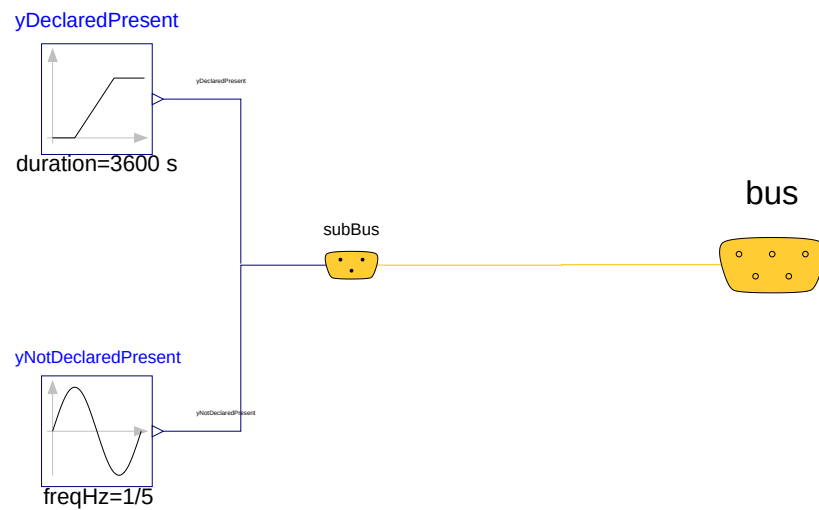 yDeclaredPresent
yDeclaredPresent
duration=3600 s
bus
subBus
yNotDeclaredPresent
yNotDeclaredPresent
freqHz=1/5